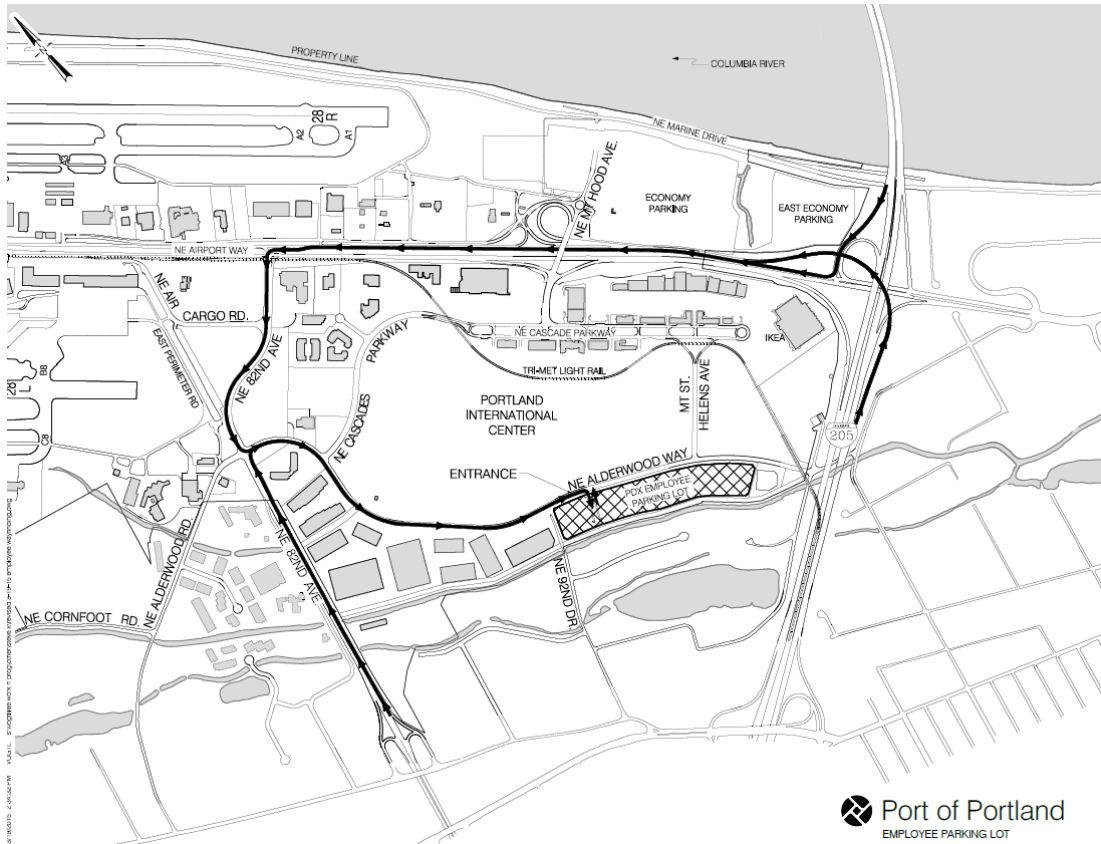 PROPERTY LINE
COLUMBIA RIVER
28
R
A2
A1
NE MARINE DRIVE
NE MT HOOD AVE.
ECONOMY
PARKING
EAST ECONOMY
PARKING
NE AIRPORT WAY
NE AIR
CARGO RD.
NE CASCADE PARKWAY
IKEA
EAST PERIMETER RD
NE 82ND AVE
PARKWAY
NE CASCADES
TRI-MET LIGHT RAIL
B8
L
C8
PORTLAND
INTERNATIONAL
CENTER
MT ST.
HELENS AVE
205
ENTRANCE
NE ALDERWOOD WAY
PDX EMPLOYEE
PARKING LOT
NE ALDERWOOD RD.
NE 82ND AVE
NE 92ND DR.
NE CORNFOOT RD.
Port of Portland
EMPLOYEE PARKING LOT